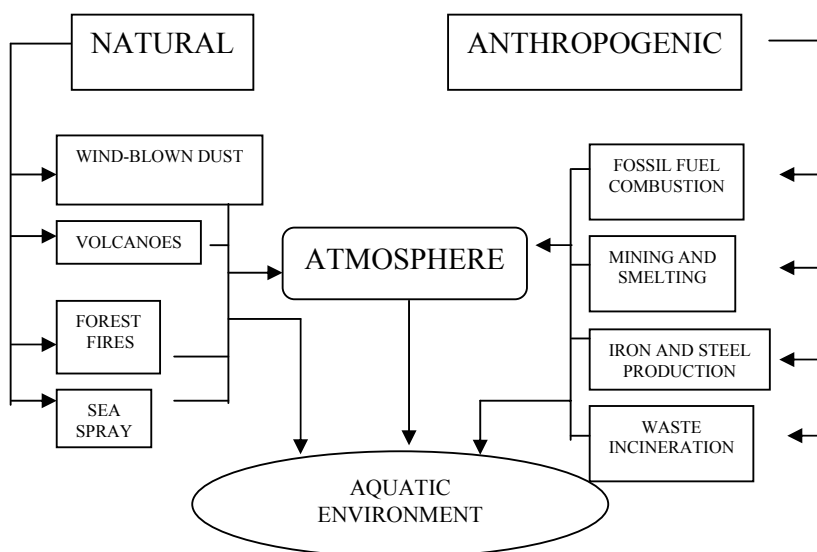 NATURAL
ANTHROPOGENIC
WIND-BLOWN DUST
VOLCANOES
FOREST
FIRES
SEA
SPRAY
ATMOSPHERE
FOSSIL FUEL
COMBUSTION
MINING AND
SMELTING
IRON AND STEEL
PRODUCTION
WASTE
INCINERATION
AQUATIC
ENVIRONMENT